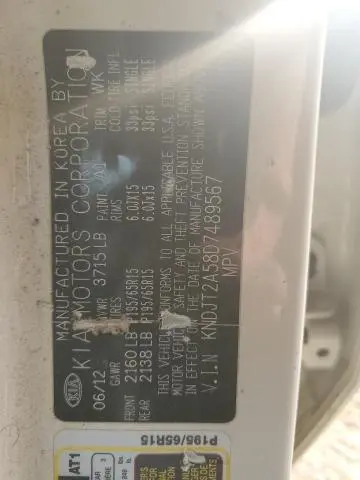 KIA
MANUFACTURED IN KOREA BY
KIA MOTORS CORPORATION
06/12 GVWR 3715LB PAINT TRIM WK
GAWR TIRES RIMS COLD TIRE INFL
FRONT 2160LB P195/65R15 6.00X15 33psi SINGLE
REAR 2138LB P195/65R15 6.00X15 33psi SINGLE
THIS VEHICLE CONFORMS TO ALL APPLICABLE U.S.A. FEDERAL
MOTOR VEHICLE SAFETY AND THEFT PREVENTION STANDARDS
IN EFFECT ON THE DATE OF MANUFACTURE SHOWN
V.I.N KNDJT2A58D7489567
MPV
P195/65R15